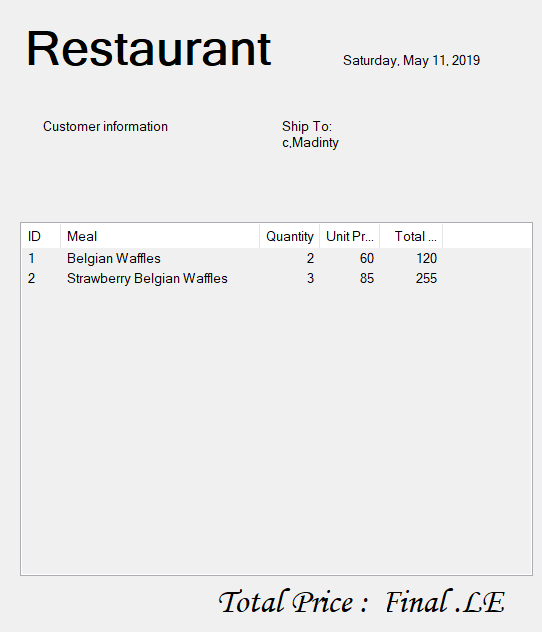 Restaurant
Saturday, May 11, 2019
Customer information
Ship To:
c,Madinty
ID Meal Quantity Unit Pr... Total ...
1 Belgian Waffles 2 60 120
2 Strawberry Belgian Waffles 3 85 255
Total Price : Final .LE